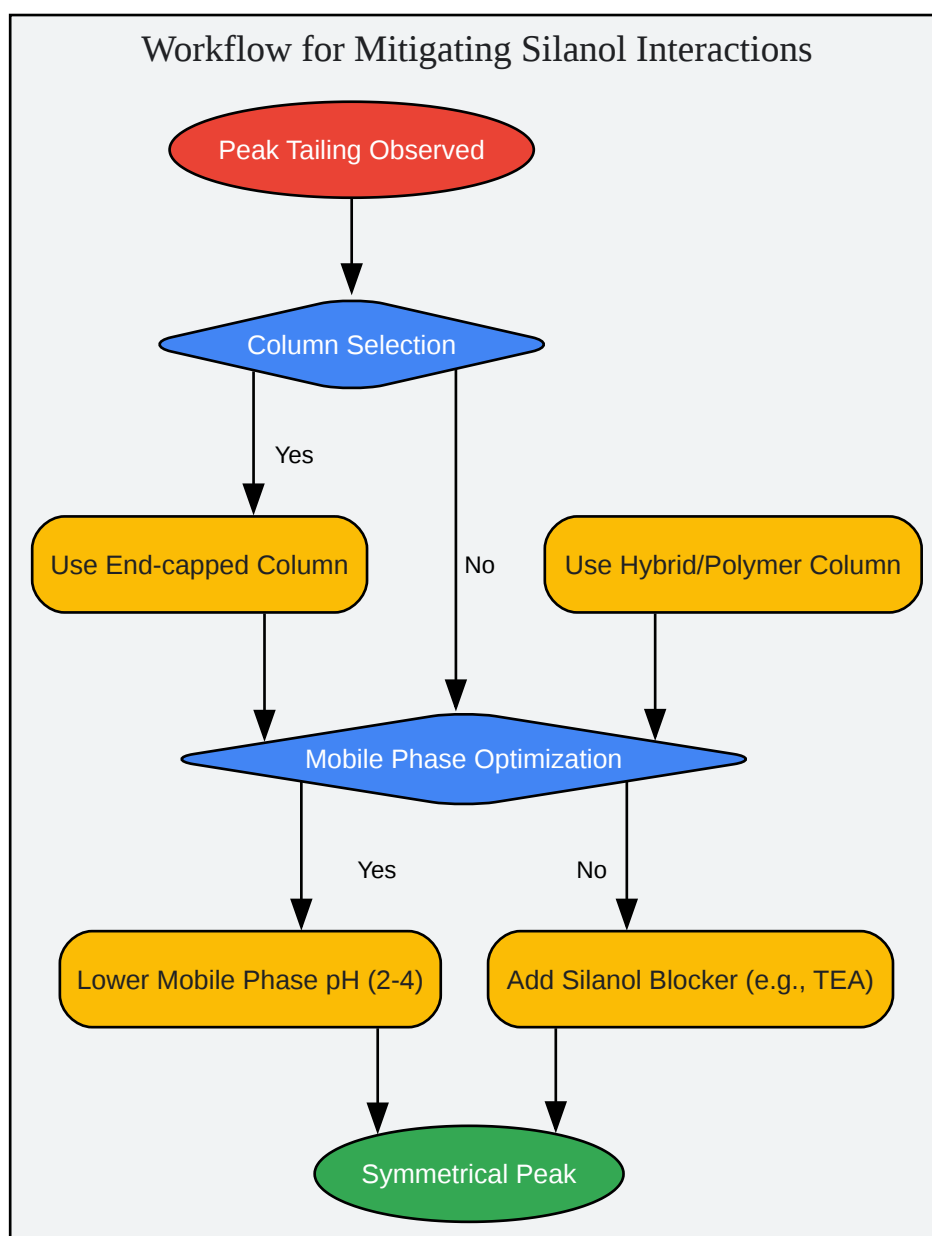 Workflow for Mitigating Silanol Interactions
Peak Tailing Observed
Column Selection
Yes
Use End-capped Column
No
Use Hybrid/Polymer Column
Mobile Phase Optimization
Yes
No
Lower Mobile Phase pH (2-4)
Add Silanol Blocker (e.g., TEA)
Symmetrical Peak